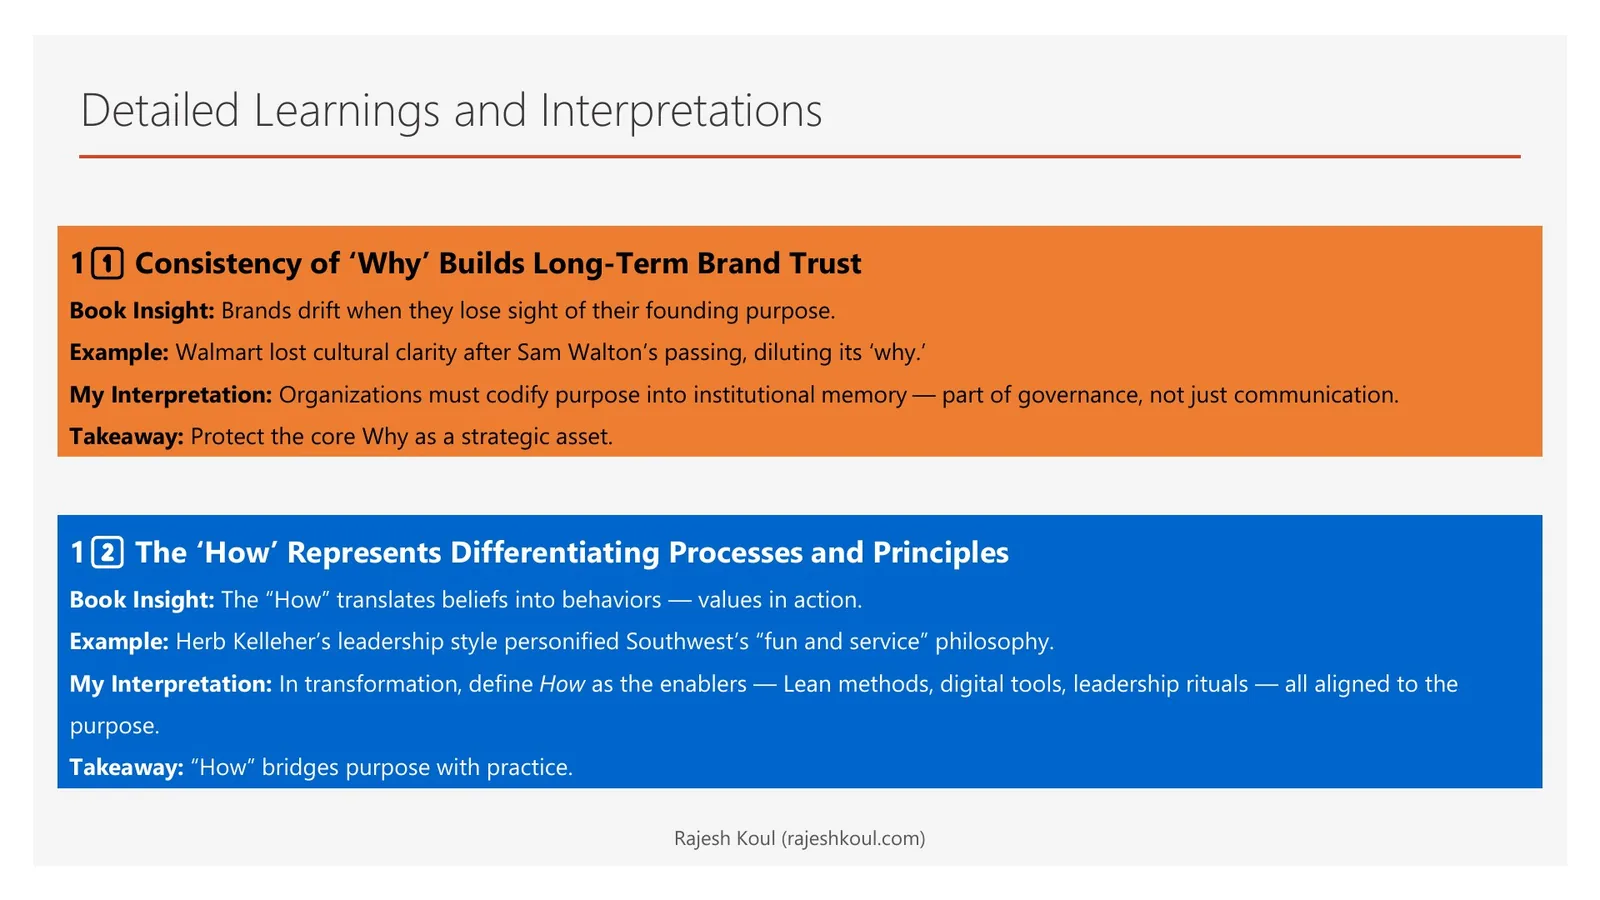 Detailed Learnings and Interpretations
11️⃣ Consistency of ‘Why’ Builds Long-Term Brand Trust
Book Insight: Brands drift when they lose sight of their founding purpose.
Example: Walmart lost cultural clarity after Sam Walton’s passing, diluting its ‘why.’
My Interpretation: Organizations must codify purpose into institutional memory — part of governance, not just communication.
Takeaway: Protect the core Why as a strategic asset.
12️⃣ The ‘How’ Represents Differentiating Processes and Principles
Book Insight: The “How” translates beliefs into behaviors — values in action.
Example: Herb Kelleher’s leadership style personified Southwest’s “fun and service” philosophy.
My Interpretation: In transformation, define How as the enablers — Lean methods, digital tools, leadership rituals — all aligned to the
purpose.
Takeaway: “How” bridges purpose with practice.
Rajesh Koul (rajeshkoul.com)